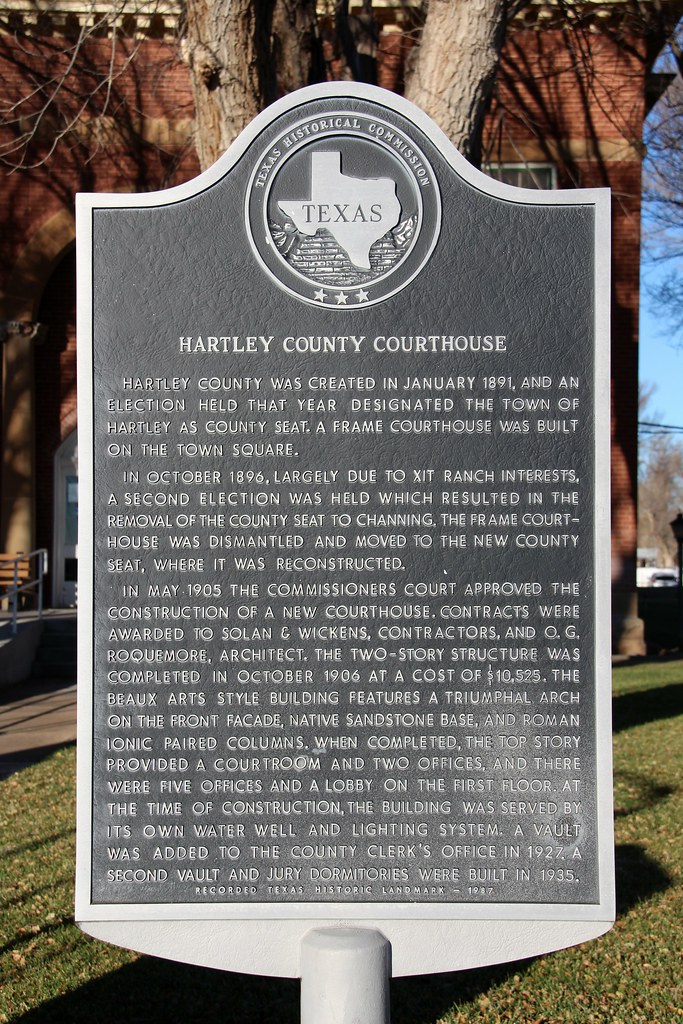 TEXAS HISTORICAL COMMISSION
TEXAS
HARTLEY COUNTY COURTHOUSE
HARTLEY COUNTY WAS CREATED IN JANUARY 1891, AND AN
ELECTION HELD THAT YEAR DESIGNATED THE TOWN OF
HARTLEY AS COUNTY SEAT. A FRAME COURTHOUSE WAS BUILT
ON THE TOWN SQUARE.
IN OCTOBER 1896, LARGELY DUE TO XIT RANCH INTERESTS,
A SECOND ELECTION WAS HELD WHICH RESULTED IN THE
REMOVAL OF THE COUNTY SEAT TO CHANNING. THE FRAME COURT-
HOUSE WAS DISMANTLED AND MOVED TO THE NEW COUNTY
SEAT, WHERE IT WAS RECONSTRUCTED.
IN MAY 1905 THE COMMISSIONERS COURT APPROVED THE
CONSTRUCTION OF A NEW COURTHOUSE. CONTRACTS WERE
AWARDED TO SOLAN & WICKENS, CONTRACTORS, AND O. G.
ROQUEMORE, ARCHITECT. THE TWO-STORY STRUCTURE WAS
COMPLETED IN OCTOBER 1906 AT A COST OF $10,525. THE
BEAUX ARTS STYLE BUILDING FEATURES A TRIUMPHAL ARCH
ON THE FRONT FACADE, NATIVE SANDSTONE BASE, AND ROMAN
IONIC PAIRED COLUMNS. WHEN COMPLETED, THE TOP STORY
PROVIDED A COURTROOM AND TWO OFFICES, AND THERE
WERE FIVE OFFICES AND A LOBBY ON THE FIRST FLOOR. AT
THE TIME OF CONSTRUCTION, THE BUILDING WAS SERVED BY
ITS OWN WATER WELL AND LIGHTING SYSTEM. A VAULT
WAS ADDED TO THE COUNTY CLERK'S OFFICE IN 1927. A
SECOND VAULT AND JURY DORMITORIES WERE BUILT IN 1935.
RECORDED TEXAS HISTORIC LANDMARK - 1987